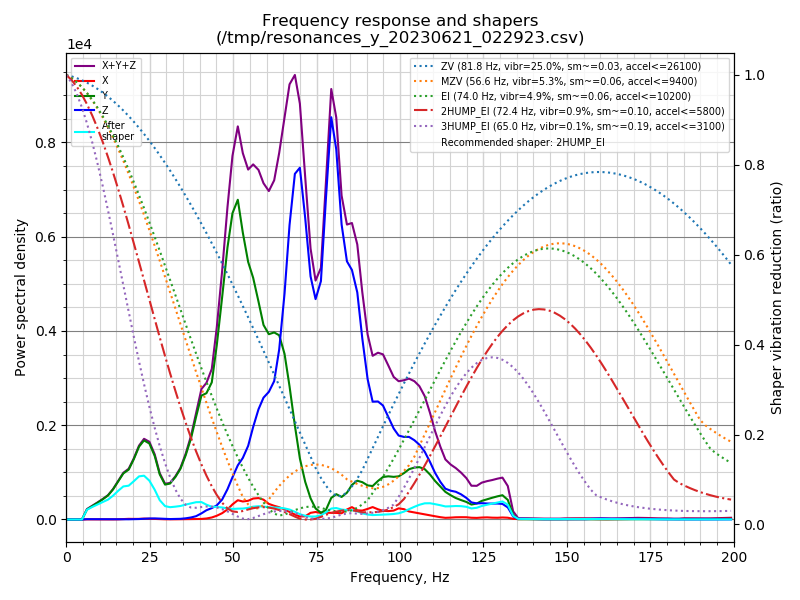 Frequency response and shapers
(/tmp/resonances_y_20230621_022923.csv)
1e4
X+Y+Z
X
Y
Z
After
shaper
ZV (81.8 Hz, vibr=25.0%, sm~=0.03, accel<=26100)
MZV (56.6 Hz, vibr=5.3%, sm~=0.06, accel<=9400)
EI (74.0 Hz, vibr=4.9%, sm~=0.06, accel<=10200)
2HUMP_EI (72.4 Hz, vibr=0.9%, sm~=0.10, accel<=5800)
3HUMP_EI (65.0 Hz, vibr=0.1%, sm~=0.19, accel<=3100)
Recommended shaper: 2HUMP_EI
Power spectral density
0.8
0.6
0.4
0.2
0.0
1.0
0.8
0.6
0.4
0.2
0.0
Shaper vibration reduction (ratio)
0 25 50 75 100 125 150 175 200
Frequency, Hz